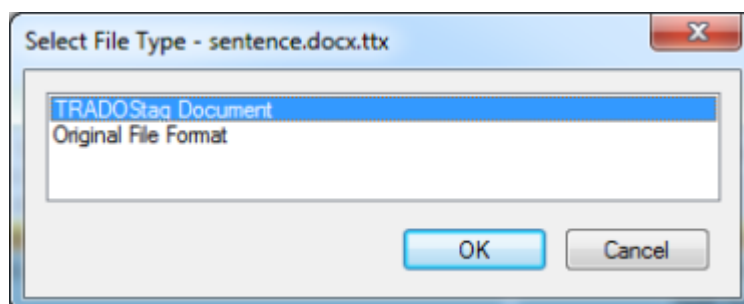 Select File Type - sentence.docx.ttx
TRADOStag Document
Original File Format
OK
Cancel